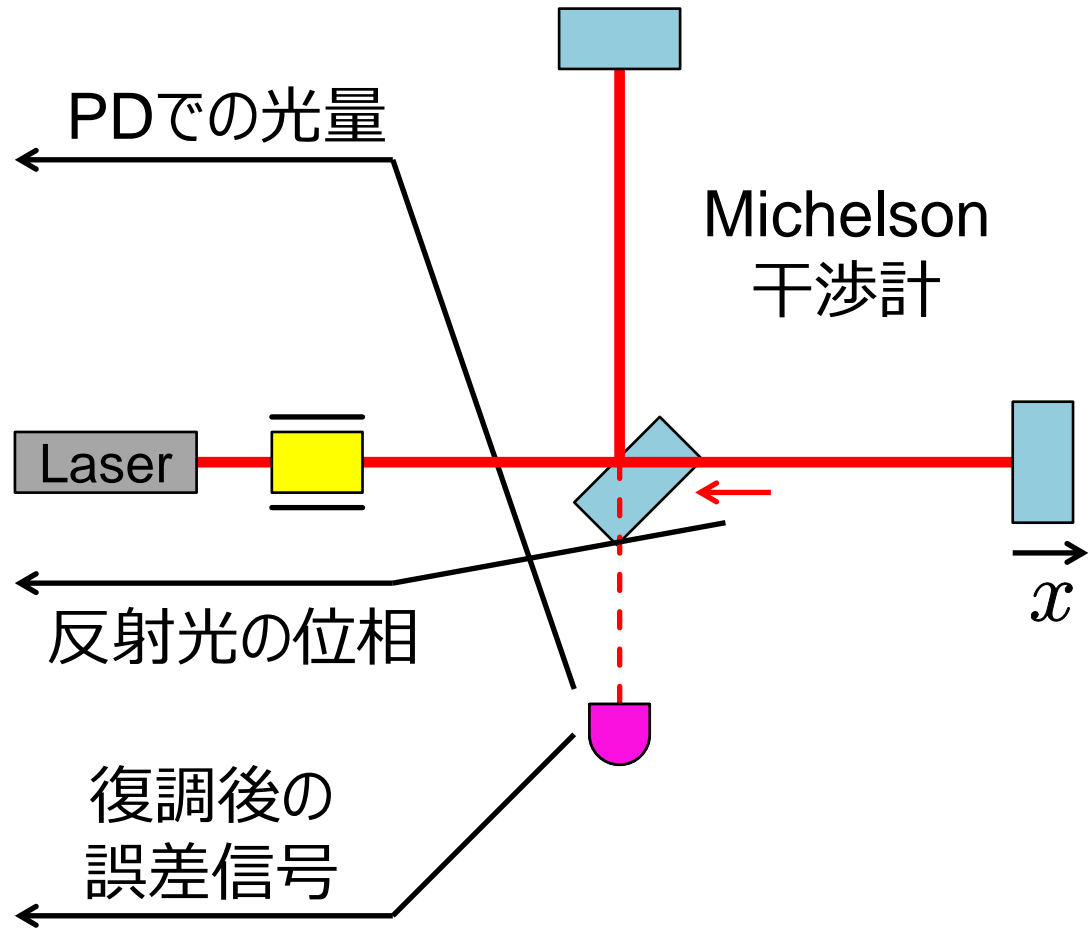 PDでの光量
Michelson
干渉計
Laser
反射光の位相
x
復調後の
誤差信号